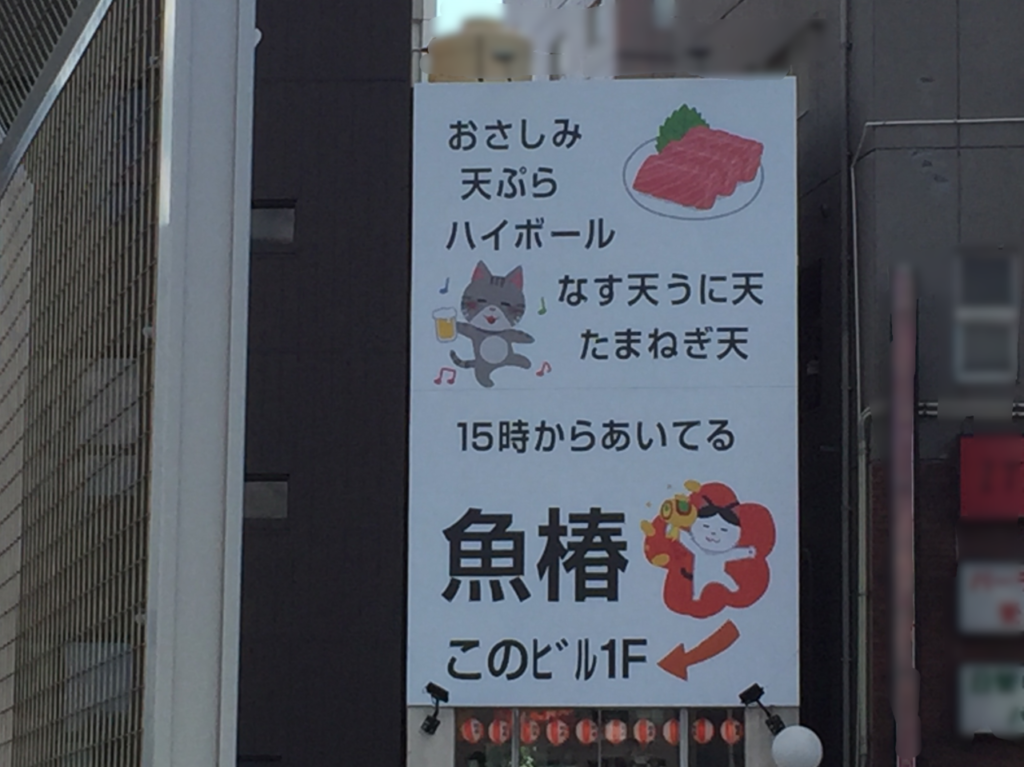 おさしみ
天ぷら
ハイボール
なす天うに天
たまねぎ天
15時からあいてる
魚椿
このビル1F